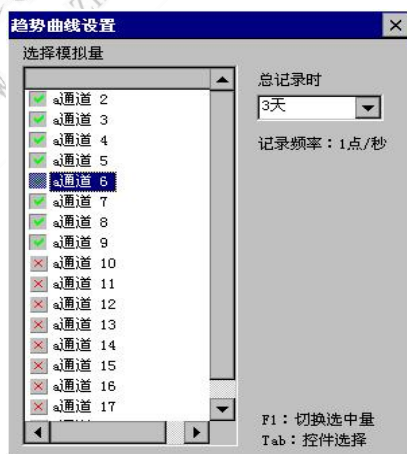 趋势曲线设置
选择模拟量
a通道 2
a通道 3
a通道 4
a通道 5
a通道 6
a通道 7
a通道 8
a通道 9
a通道 10
a通道 11
a通道 12
a通道 13
a通道 14
a通道 15
a通道 16
a通道 17
总记录时
3天
记录频率：1点/秒
F1：切换选中量
Tab：控件选择